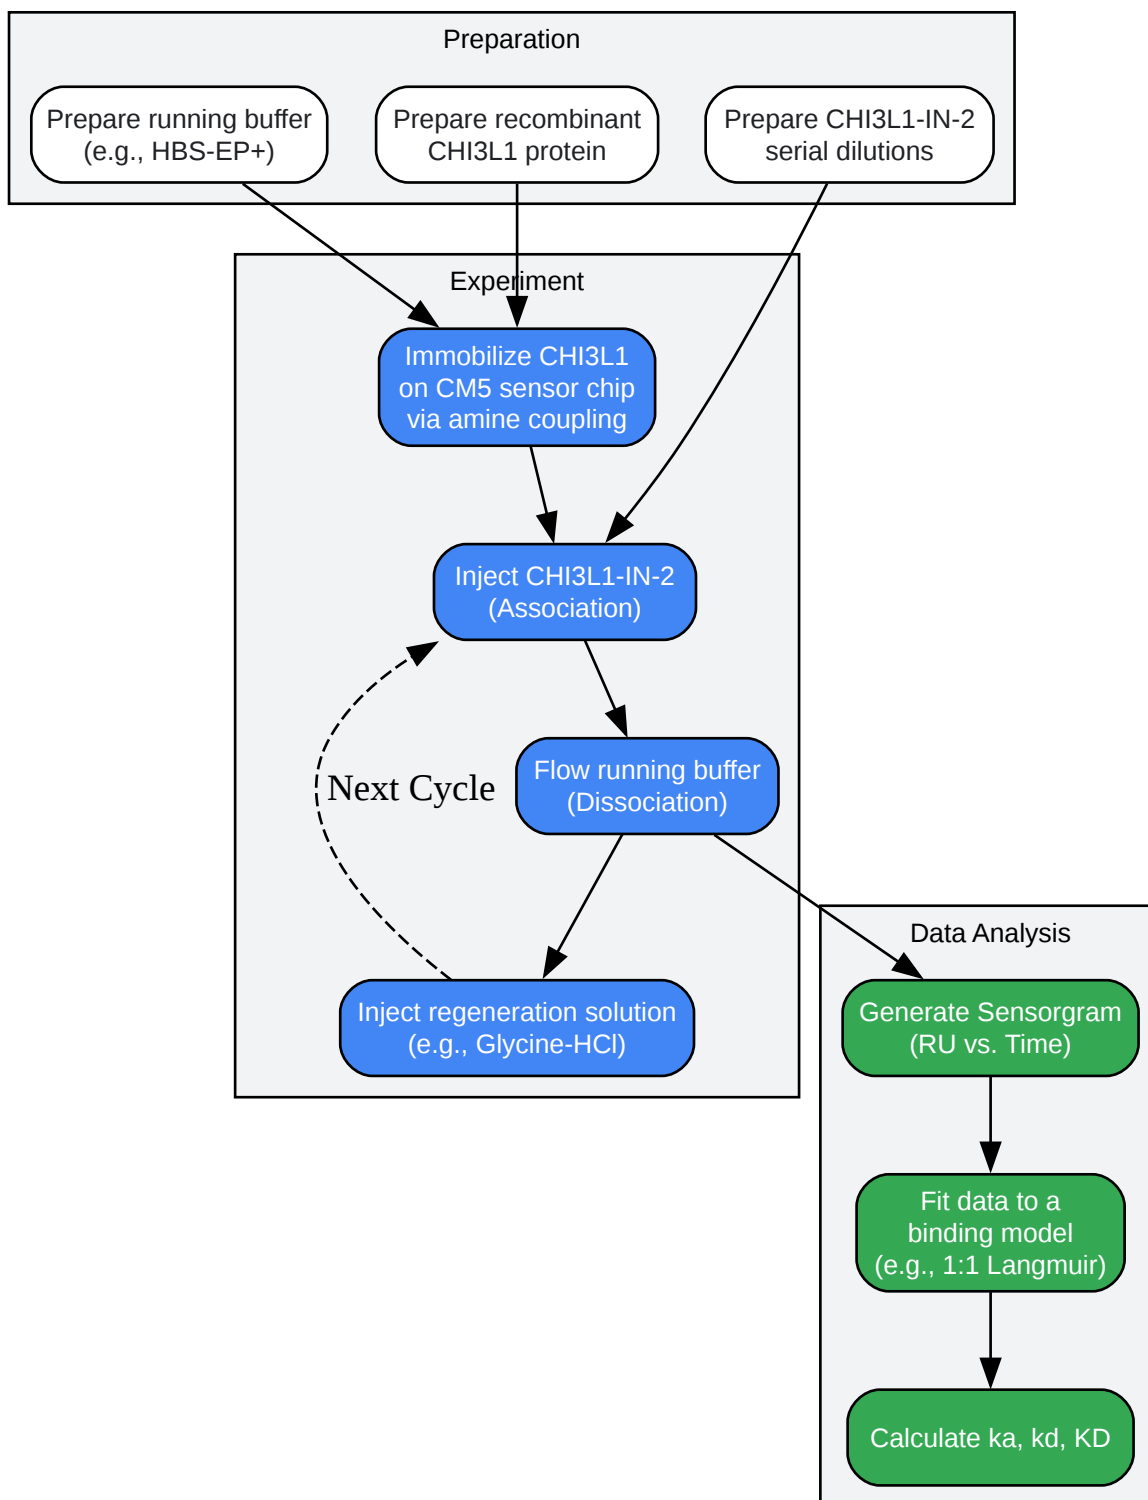 Preparation
Prepare running buffer
(e.g., HBS-EP+)
Prepare recombinant
CHI3L1 protein
Prepare CHI3L1-IN-2
serial dilutions
Experiment
Immobilize CHI3L1
on CM5 sensor chip
via amine coupling
Inject CHI3L1-IN-2
(Association)
Next Cycle
Flow running buffer
(Dissociation)
Inject regeneration solution
(e.g., Glycine-HCl)
Data Analysis
Generate Sensorgram
(RU vs. Time)
Fit data to a
binding model
(e.g., 1:1 Langmuir)
Calculate ka, kd, KD